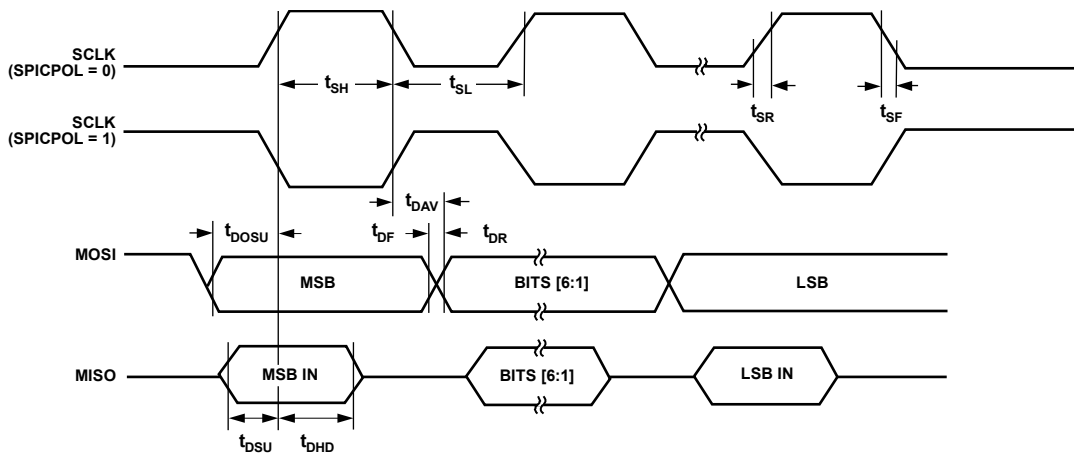 SCLK
(SPICPOL = 0)
tSH
tSL
tSR
tSF
SCLK
(SPICPOL = 1)
tDAV
tDOSU
tDF
tDR
MOSI
MSB
BITS [6:1]
LSB
MISO
MSB IN
BITS [6:1]
LSB IN
tDSU
tDHD